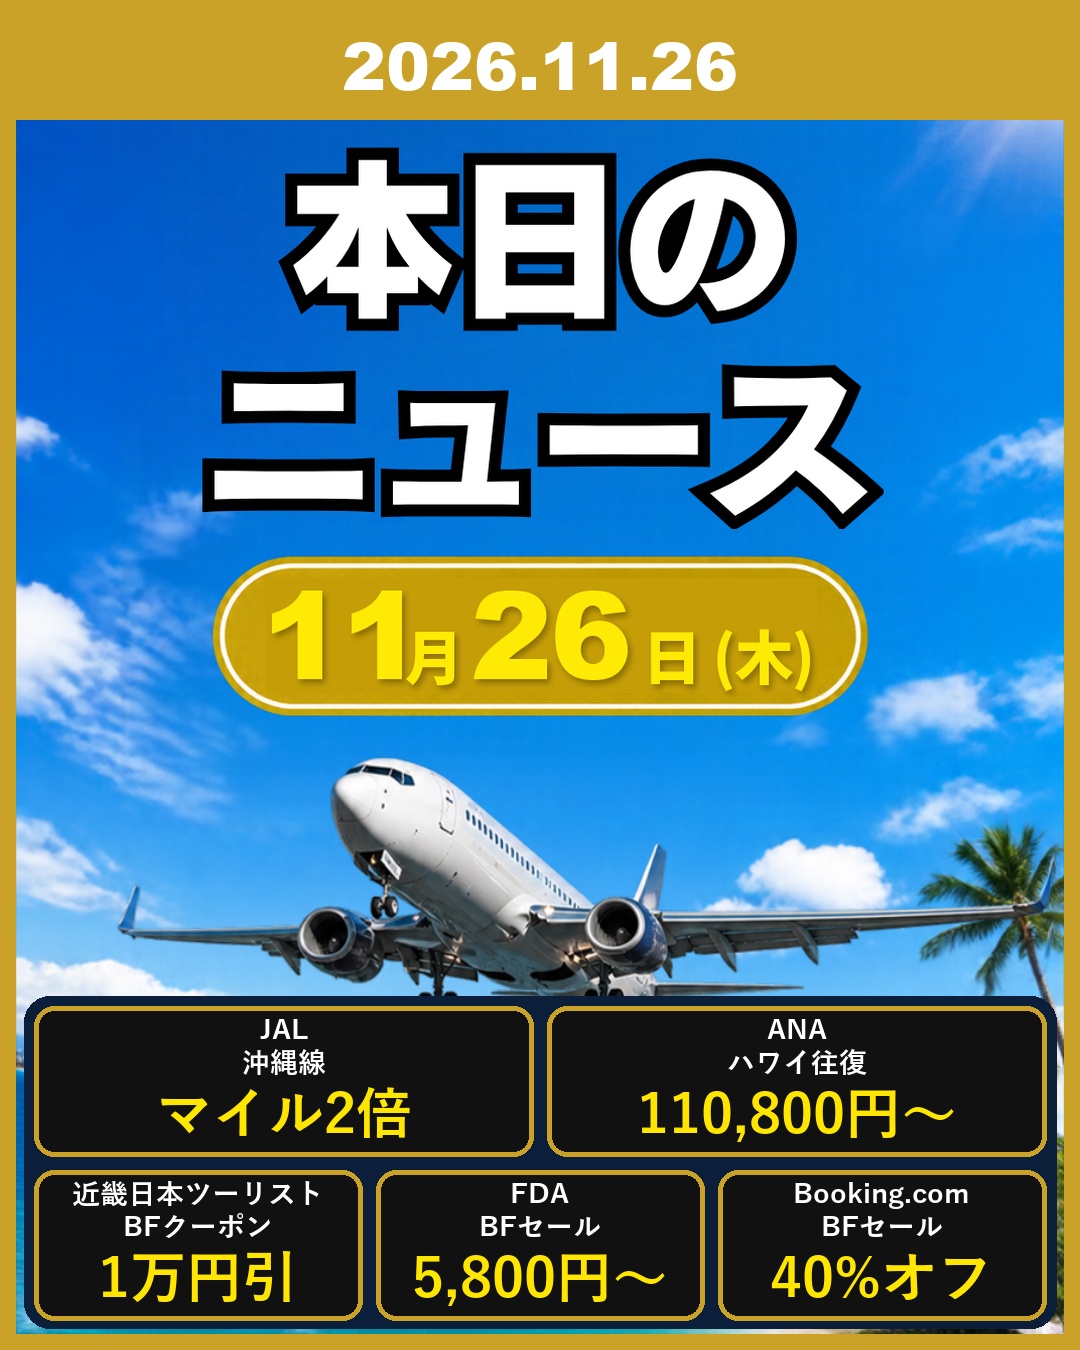 2026.11.26
本日の
ニュース
11月26日(木)
JAL
沖縄線
マイル2倍
ANA
ハワイ往復
110,800円～
近畿日本ツーリスト
BFクーポン
1万円引
FDA
BFセール
5,800円～
Booking.com
BFセール
40%オフ